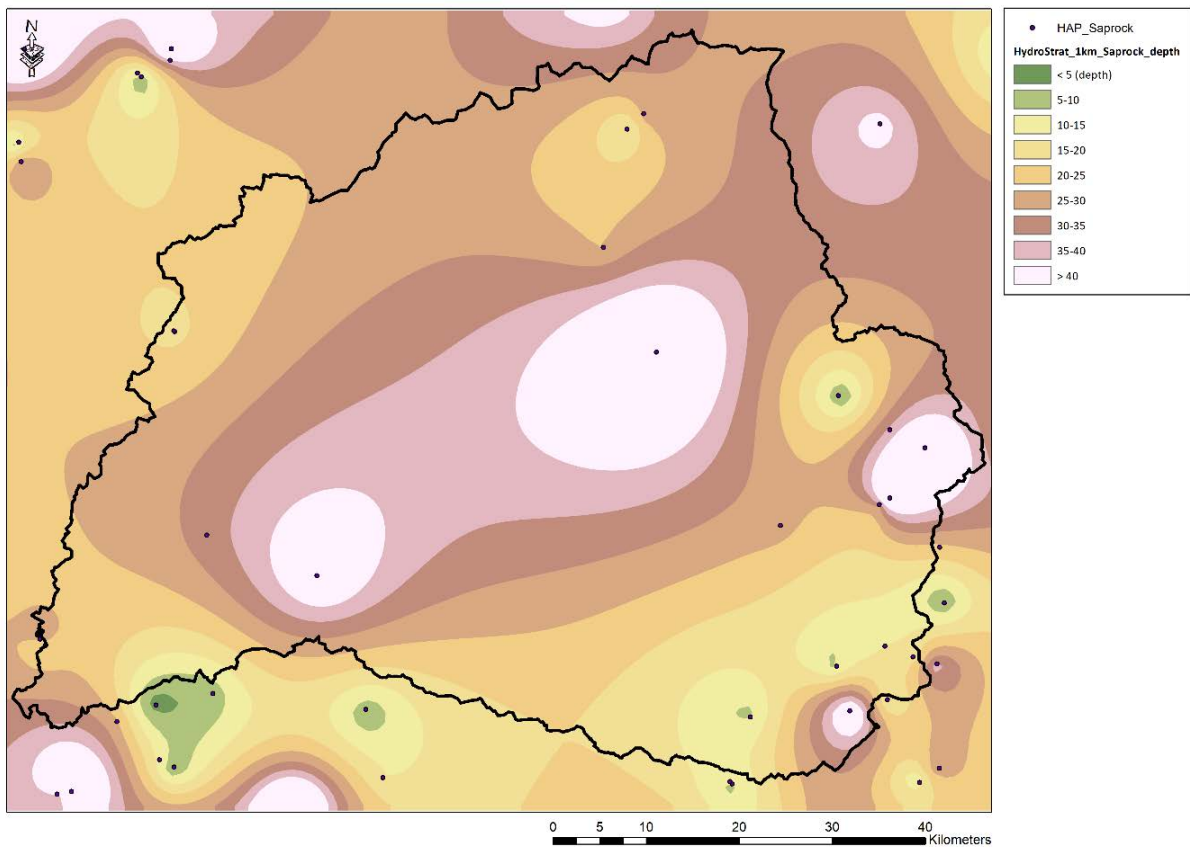 N
HAP_Saprock
HydroStrat_1km_Saprock_depth
< 5 (depth)
5-10
10-15
15-20
20-25
25-30
30-35
35-40
> 40
0 5 10 20 30 40
Kilometers